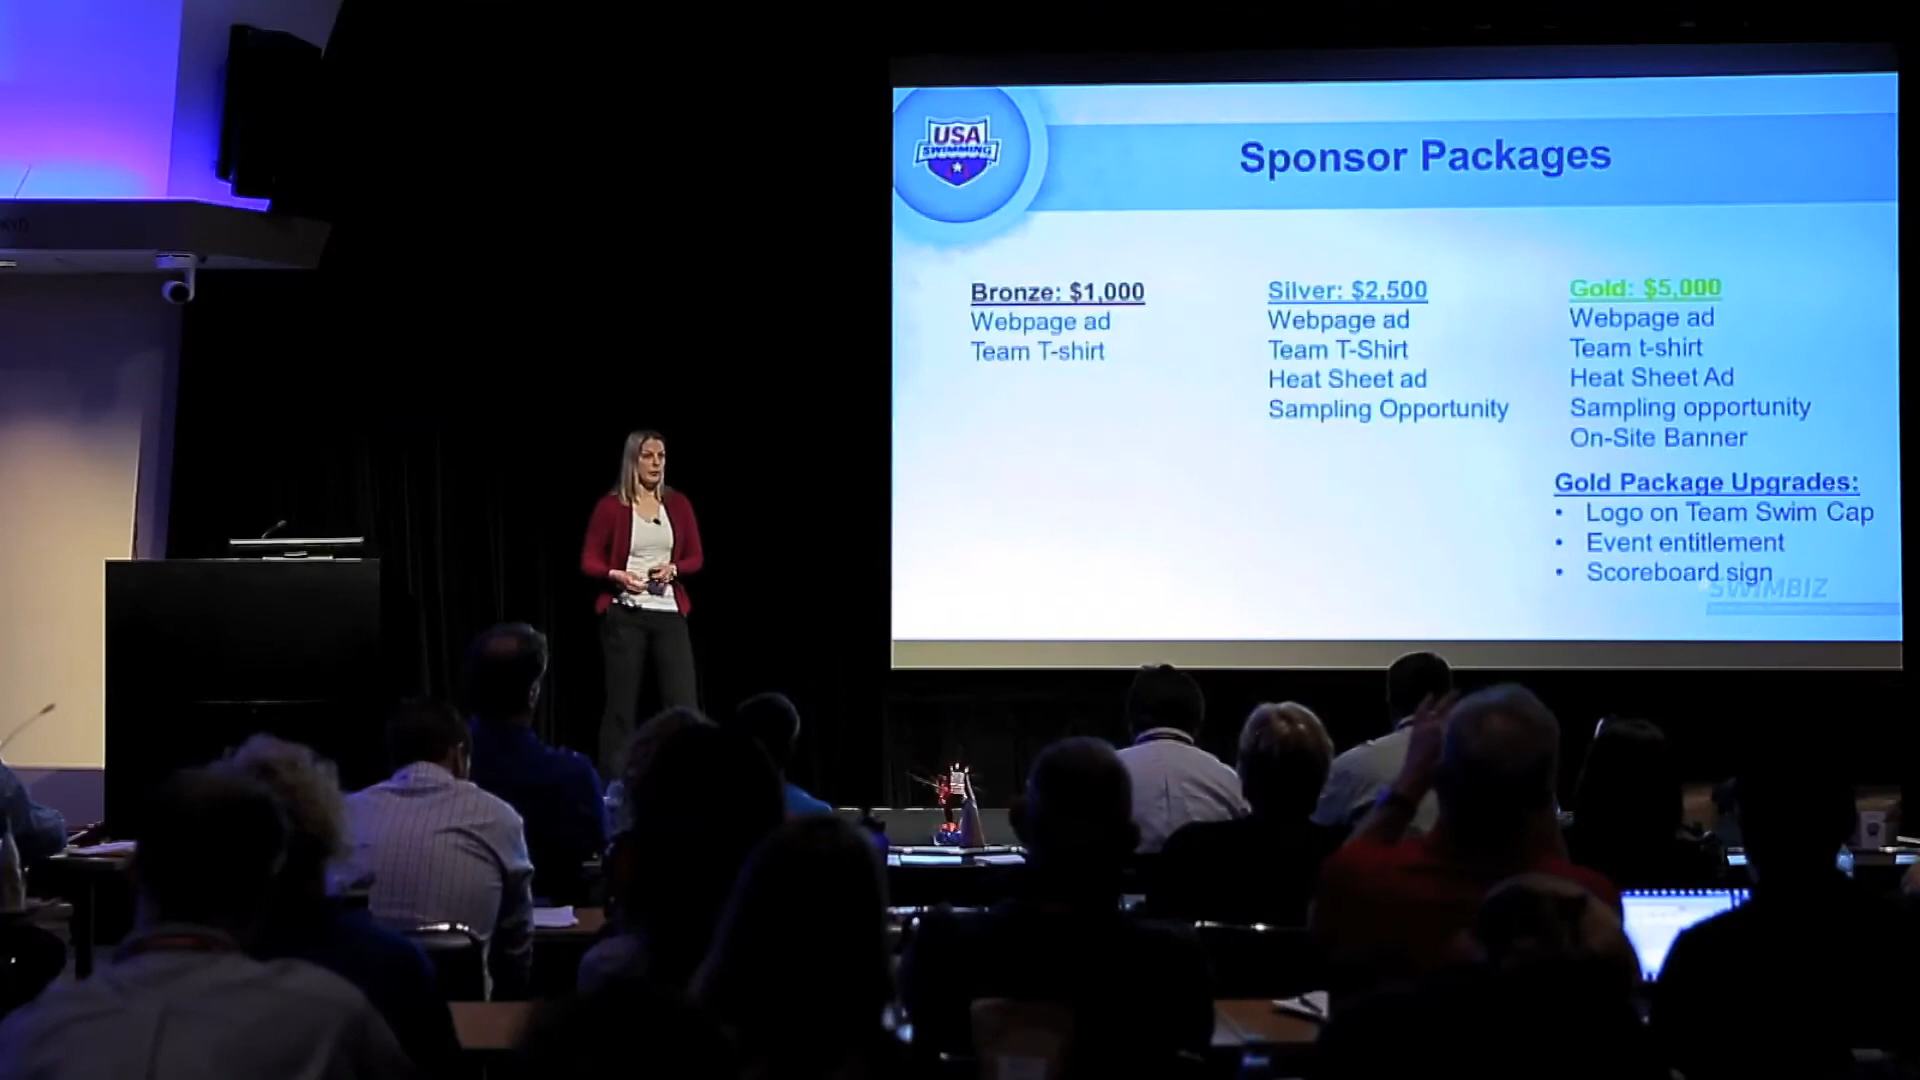 USA
SWIMMING
Sponsor Packages
Bronze: $1,000
Webpage ad
Team T-shirt
Silver: $2,500
Webpage ad
Team T-Shirt
Heat Sheet ad
Sampling Opportunity
Gold: $5,000
Webpage ad
Team t-shirt
Heat Sheet Ad
Sampling opportunity
On-Site Banner
Gold Package Upgrades:
• Logo on Team Swim Cap
• Event entitlement
• Scoreboard sign
SWIMBIZ